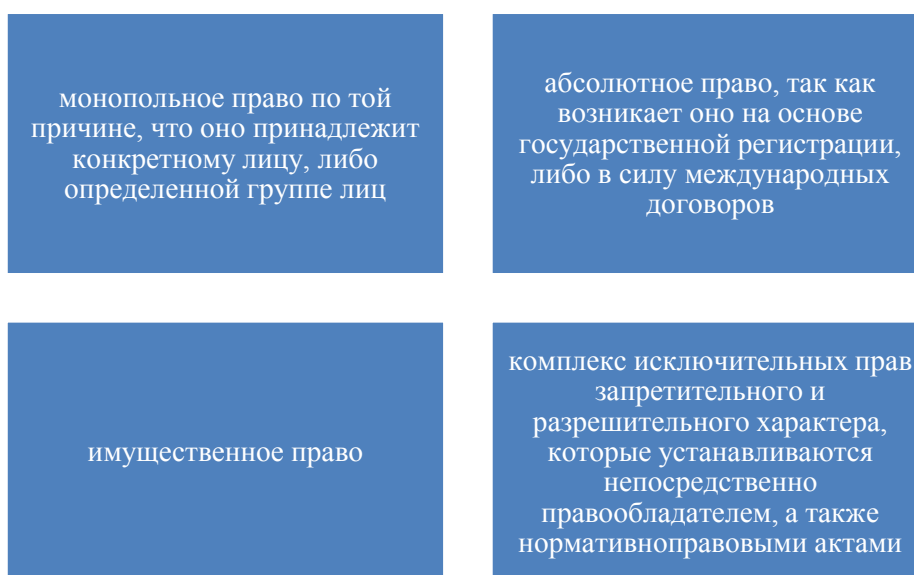 монопольное право по той
причине, что оно принадлежит
конкретному лицу, либо
определенной группе лиц
абсолютное право, так как
возникает оно на основе
государственной регистрации,
либо в силу международных
договоров
имущественное право
комплекс исключительных прав
запретительного и
разрешительного характера,
которые устанавливаются
непосредственно
правообладателем, а также
нормативноправовыми актами